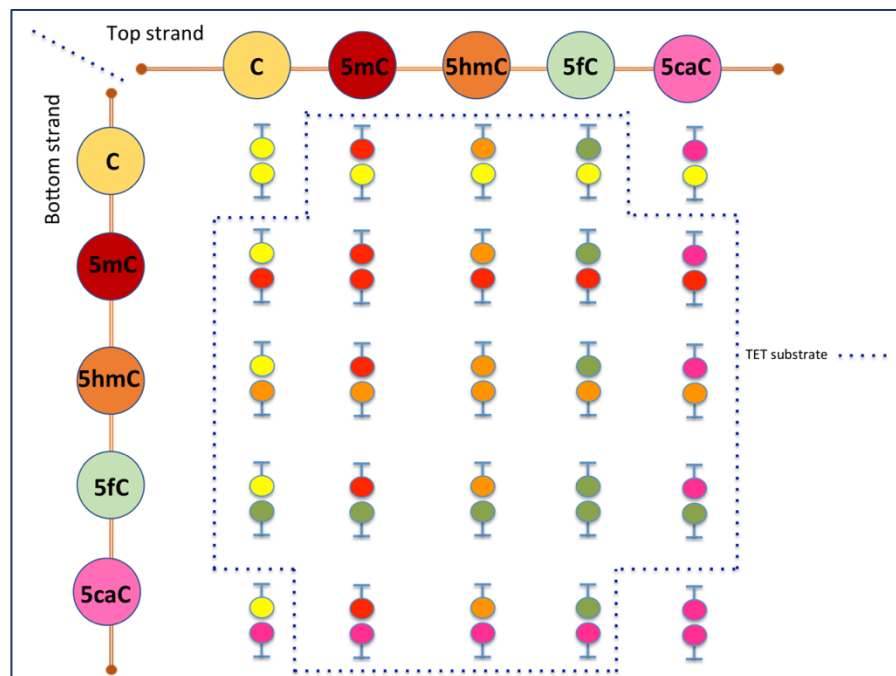 Top strand
C 5mC 5hmC 5fC 5caC
Bottom strand
C
5mC
5hmC
5fC
5caC
TET substrate